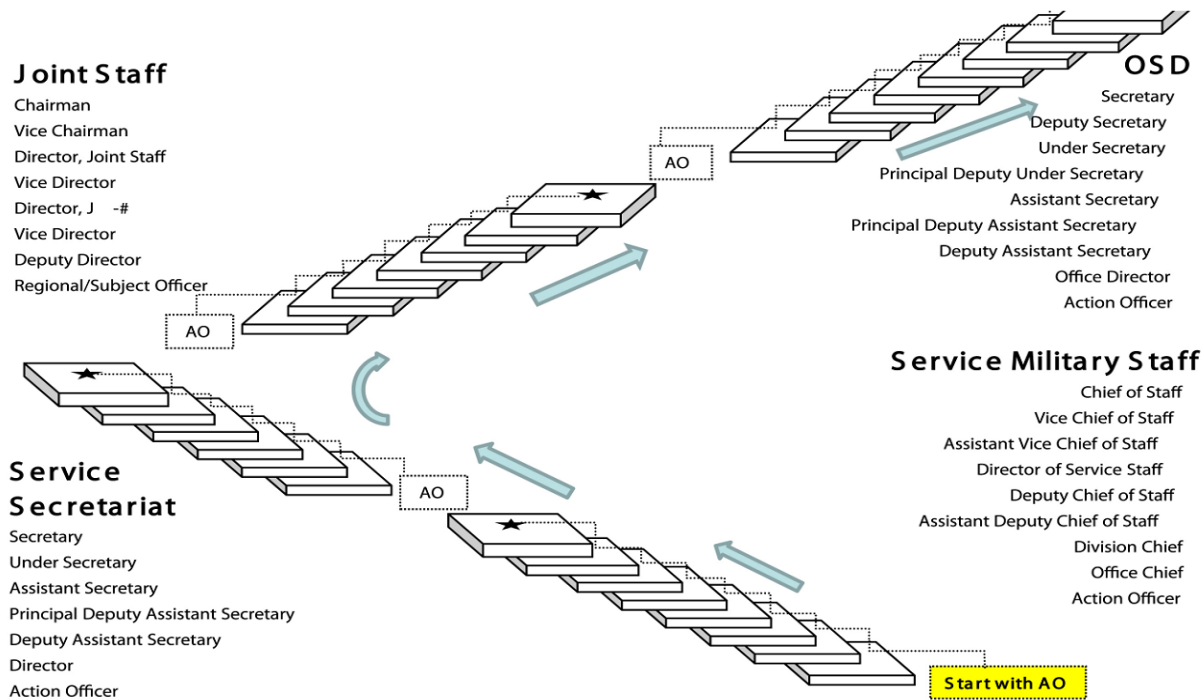 Joint Staff
Chairman
Vice Chairman
Director, Joint Staff
Vice Director
Director, J -#
Vice Director
Deputy Director
Regional/Subject Officer
AO
AO
OSD
Secretary
Deputy Secretary
Under Secretary
Principal Deputy Under Secretary
Assistant Secretary
Principal Deputy Assistant Secretary
Deputy Assistant Secretary
Office Director
Action Officer
Service
Secretariat
Secretary
Under Secretary
Assistant Secretary
Principal Deputy Assistant Secretary
Deputy Assistant Secretary
Director
Action Officer
AO
Service Military Staff
Chief of Staff
Vice Chief of Staff
Assistant Vice Chief of Staff
Director of Service Staff
Deputy Chief of Staff
Assistant Deputy Chief of Staff
Division Chief
Office Chief
Action Officer
Start with AO